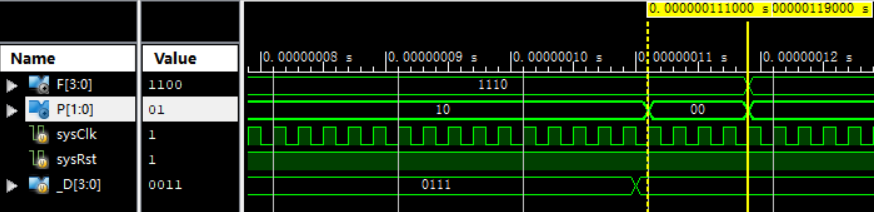 0.000000111000 s 00000119000 s
Name Value
0.00000008 s 0.00000009 s 0.00000010 s 0.00000011 s 0.00000012 s
F[3:0] 1100 1110
P[1:0] 01 10 00
sysClk 1
sysRst 1
_D[3:0] 0011 0111